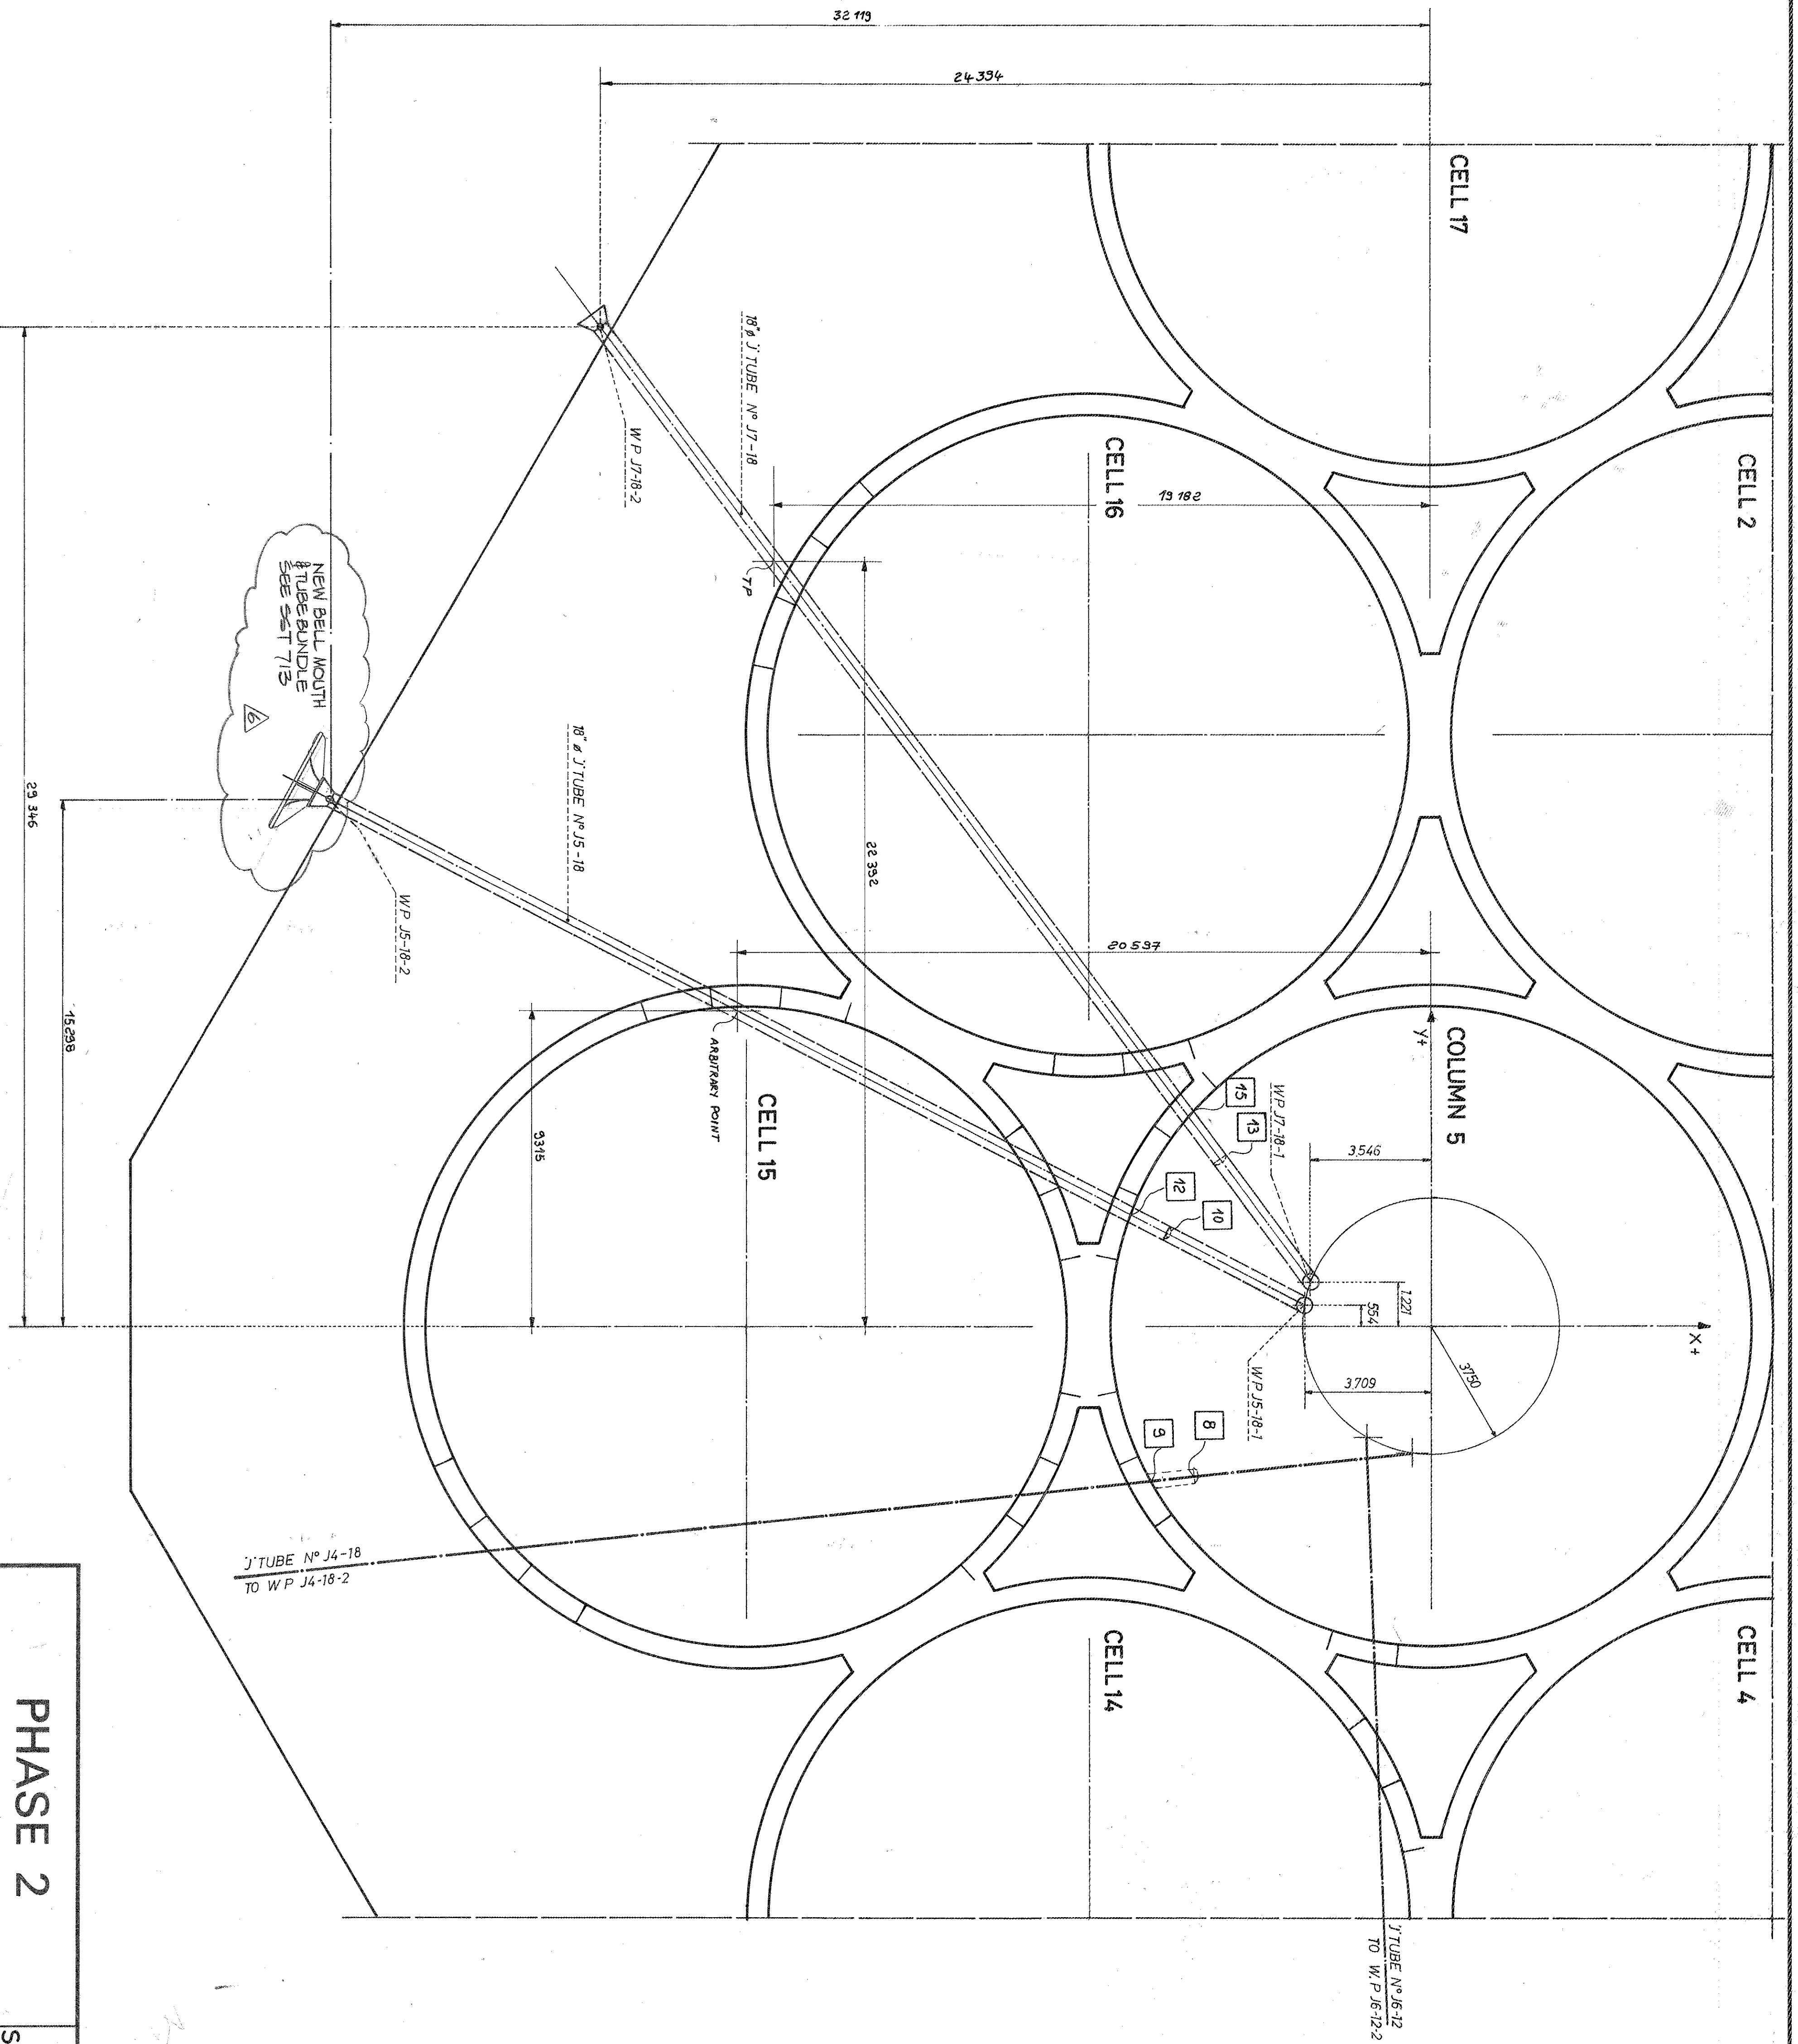 32 119
24 394
CELL 17
CELL 2
18" ø 'J' TUBE Nº J7-18
W P J7-18-2
CELL 16
19 182
TP
NEW BELL MOUTH
& TUBE BUNDLE
SEE SST 713
6
18" ø 'J' TUBE Nº J5-18
22 392
W P J5-18-2
20 597
29 346
15 298
ARBITRARY POINT
9315
CELL 15
Y+
COLUMN 5
15
13
W P J7-18-1
3,546
12
10
1,221
554
X+
3750
3,709
W P J5-18-1
8
9
'J' TUBE Nº J4-18
TO W P J4-18-2
CELL 14
CELL 4
'J' TUBE Nº J6-12
TO W.P J6-12-2
PHASE 2
S